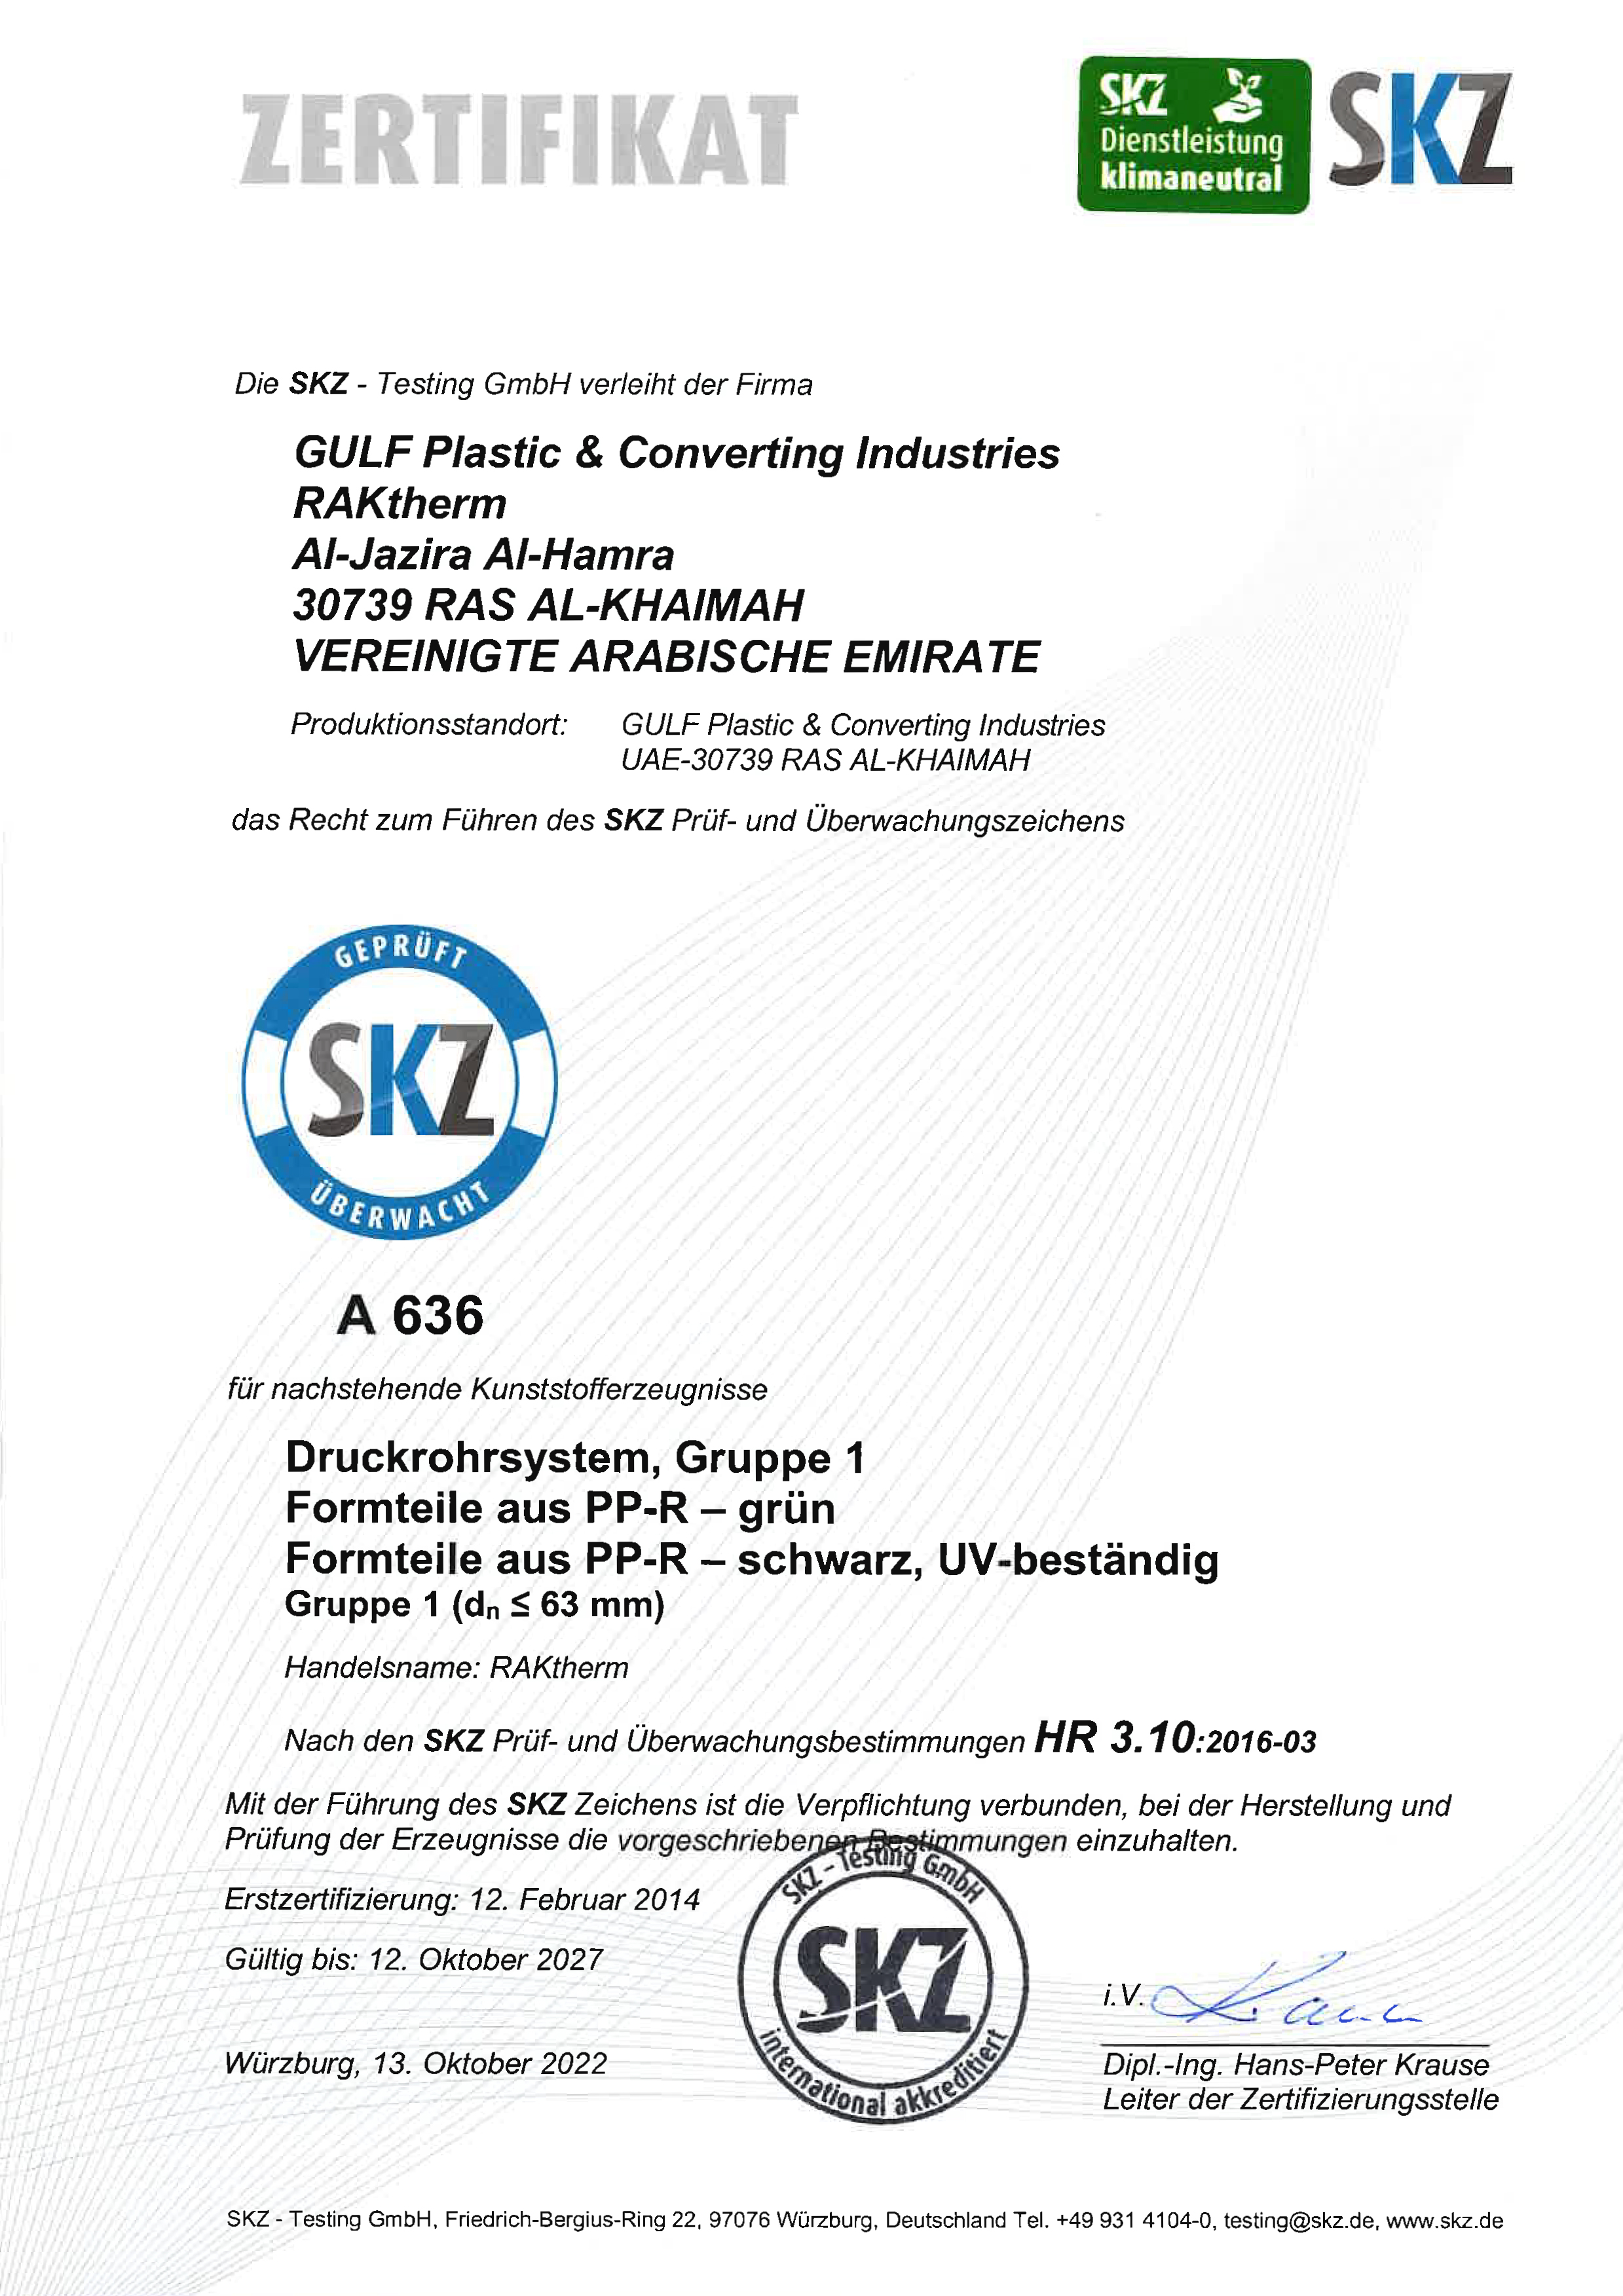 ZERTIFIKAT
SKZ
Dienstleistung
klimaneutral
SKZ
Die SKZ - Testing GmbH verleiht der Firma
GULF Plastic & Converting Industries
RAKtherm
Al-Jazira Al-Hamra
30739 RAS AL-KHAIMAH
VEREINIGTE ARABISCHE EMIRATE
Produktionsstandort: GULF Plastic & Converting Industries
UAE-30739 RAS AL-KHAIMAH
das Recht zum Führen des SKZ Prüf- und Überwachungszeichens
GEPRÜFT
SKZ
ÜBERWACHT
A 636
für nachstehende Kunststofferzeugnisse
Druckrohrsystem, Gruppe 1
Formteile aus PP-R – grün
Formteile aus PP-R – schwarz, UV-beständig
Gruppe 1 (dn ≤ 63 mm)
Handelsname: RAKtherm
Nach den SKZ Prüf- und Überwachungsbestimmungen HR 3.10:2016-03
Mit der Führung des SKZ Zeichens ist die Verpflichtung verbunden, bei der Herstellung und
Prüfung der Erzeugnisse die vorgeschriebenen Bestimmungen einzuhalten.
Erstzertifizierung: 12. Februar 2014
Gültig bis: 12. Oktober 2027
Würzburg, 13. Oktober 2022
SKZ - Testing GmbH
SKZ
international akkreditiert
i.V. Krause
Dipl.-Ing. Hans-Peter Krause
Leiter der Zertifizierungsstelle
SKZ - Testing GmbH, Friedrich-Bergius-Ring 22, 97076 Würzburg, Deutschland Tel. +49 931 4104-0, testing@skz.de, www.skz.de